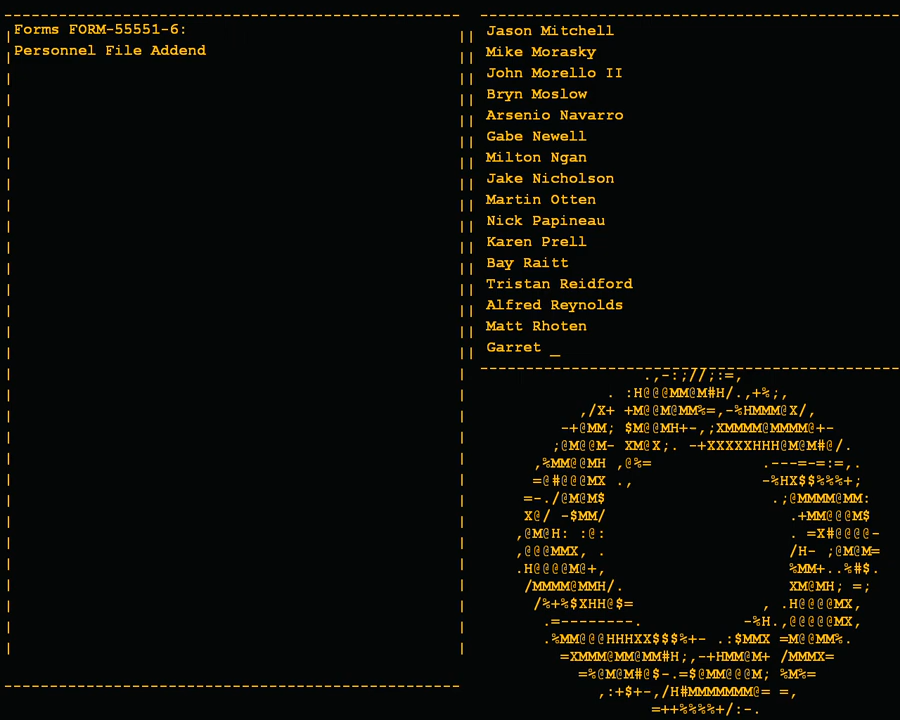 Forms FORM-55551-6:
Personnel File Addend
Jason Mitchell
Mike Morasky
John Morello II
Bryn Moslow
Arsenio Navarro
Gabe Newell
Milton Ngan
Jake Nicholson
Martin Otten
Nick Papineau
Karen Prell
Bay Raitt
Tristan Reidford
Alfred Reynolds
Matt Rhoten
Garret _